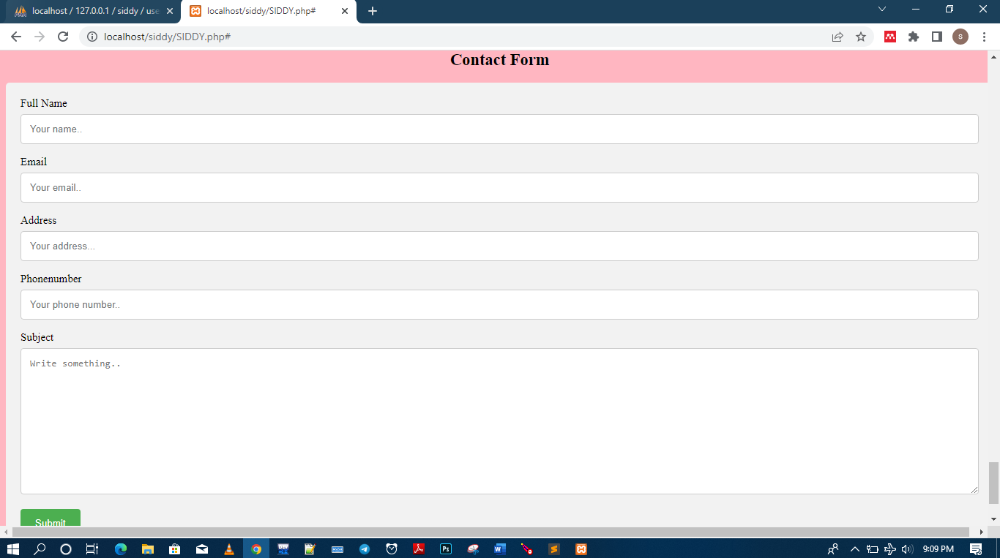 localhost / 127.0.0.1 / siddy / use
localhost/siddy/SIDDY.php#
localhost/siddy/SIDDY.php#
S
Contact Form
Full Name
Your name..
Email
Your email..
Address
Your address...
Phonenumber
Your phone number..
Subject
Write something..
Submit
DEV
Ps
W
S
9:09 PM